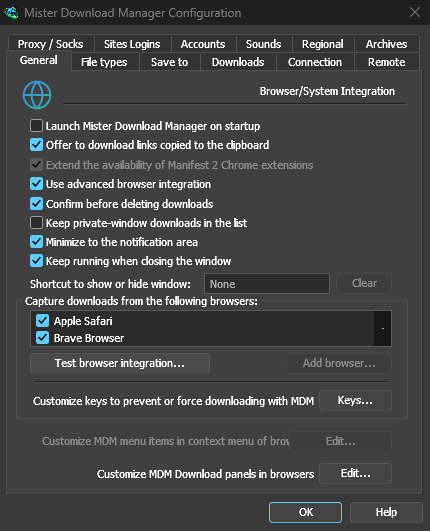 Mister Download Manager Configuration
Proxy / Socks Sites Logins Accounts Sounds Regional Archives
General File types Save to Downloads Connection Remote
Browser/System Integration
Launch Mister Download Manager on startup
Offer to download links copied to the clipboard
Extend the availability of Manifest 2 Chrome extensions
Use advanced browser integration
Confirm before deleting downloads
Keep private-window downloads in the list
Minimize to the notification area
Keep running when closing the window
Shortcut to show or hide window: None Clear
Capture downloads from the following browsers:
Apple Safari
Brave Browser
Test browser integration... Add browser...
Customize keys to prevent or force downloading with MDM Keys...
Customize MDM menu items in context menu of brov Edit...
Customize MDM Download panels in browsers Edit...
OK Help